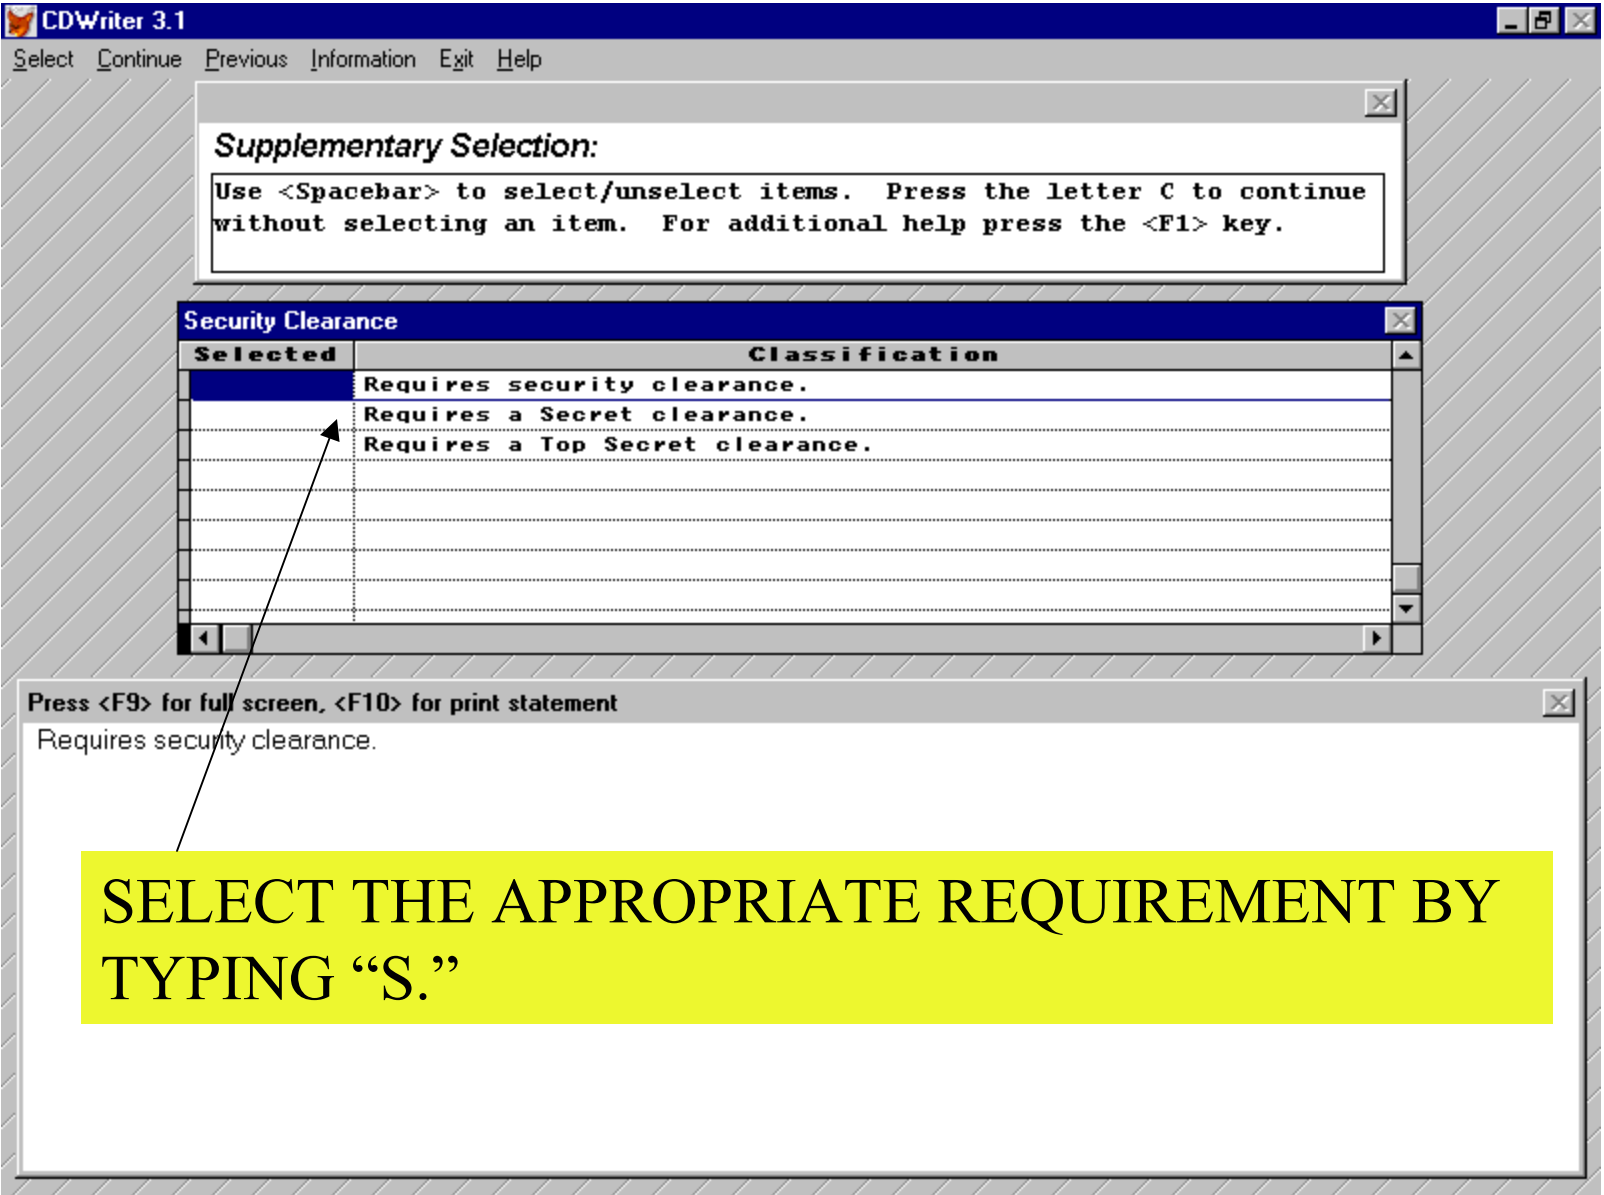 CDWriter 3.1
Select Continue Previous Information Exit Help
Supplementary Selection:
Use <Spacebar> to select/unselect items. Press the letter C to continue
without selecting an item. For additional help press the <F1> key.
Security Clearance
Selected Classification
Requires security clearance.
Requires a Secret clearance.
Requires a Top Secret clearance.
Press <F9> for full screen, <F10> for print statement
Requires security clearance.
SELECT THE APPROPRIATE REQUIREMENT BY
TYPING “S.”